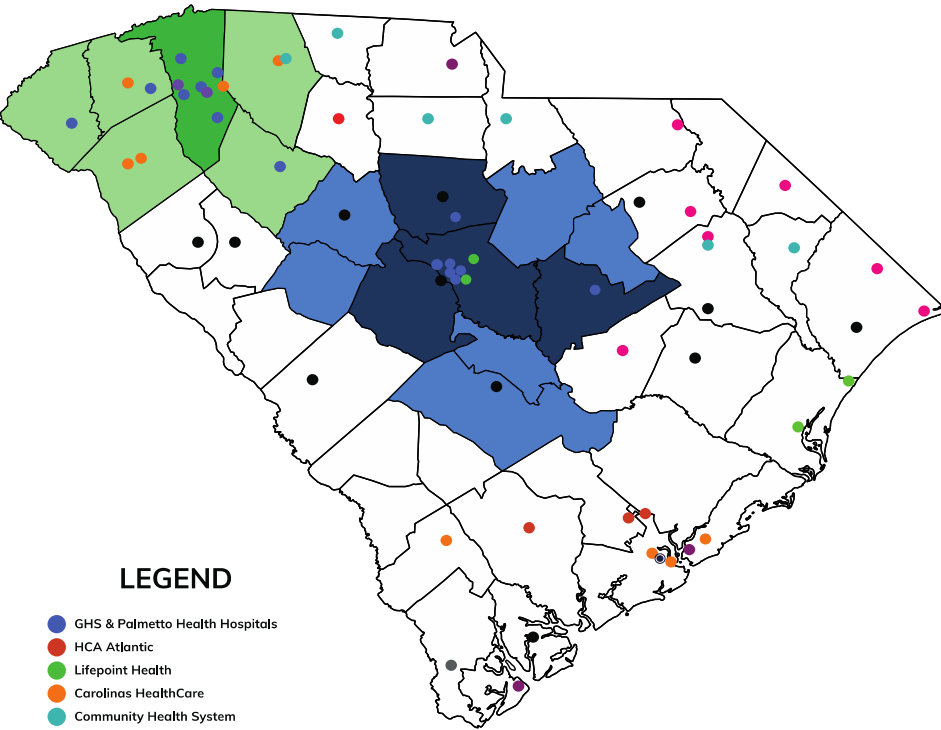 LEGEND
GHS & Palmetto Health Hospitals
HCA Atlantic
Lifepoint Health
Carolinas HealthCare
Community Health System